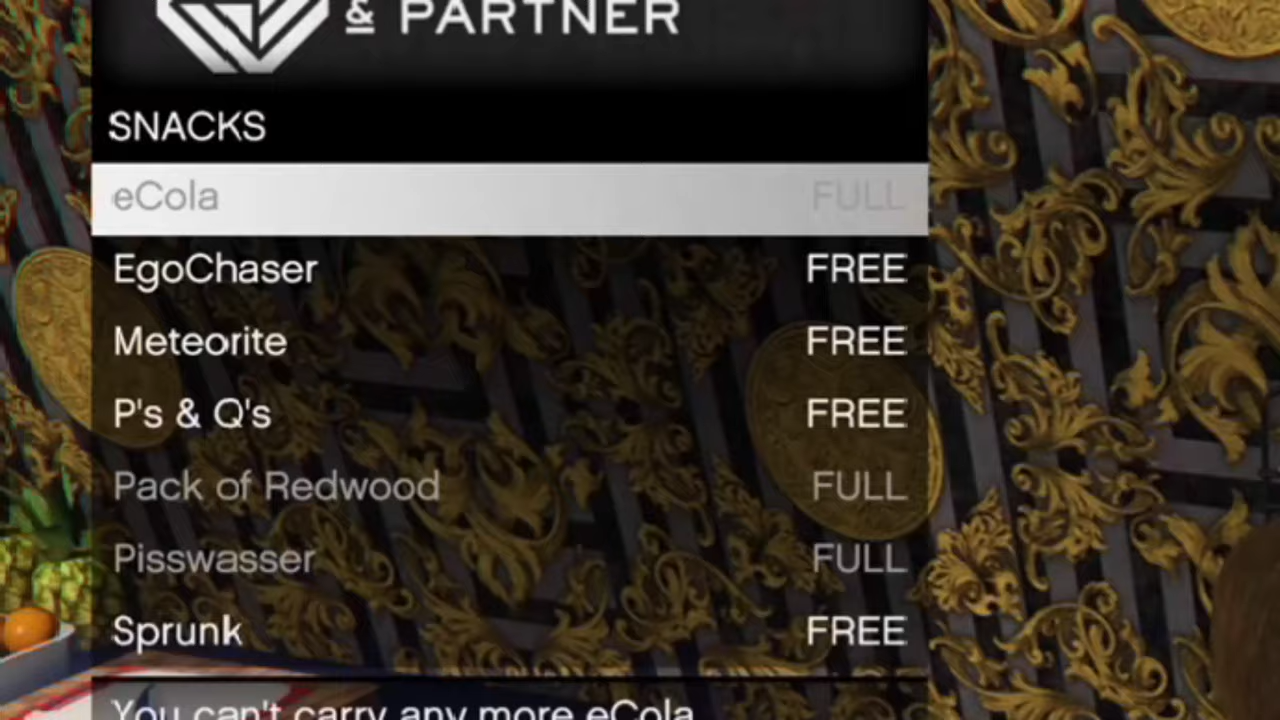 & PARTNER
SNACKS
eCola FULL
EgoChaser FREE
Meteorite FREE
P's & Q's FREE
Pack of Redwood FULL
Pisswasser FULL
Sprunk FREE
You can't carry any more eCola